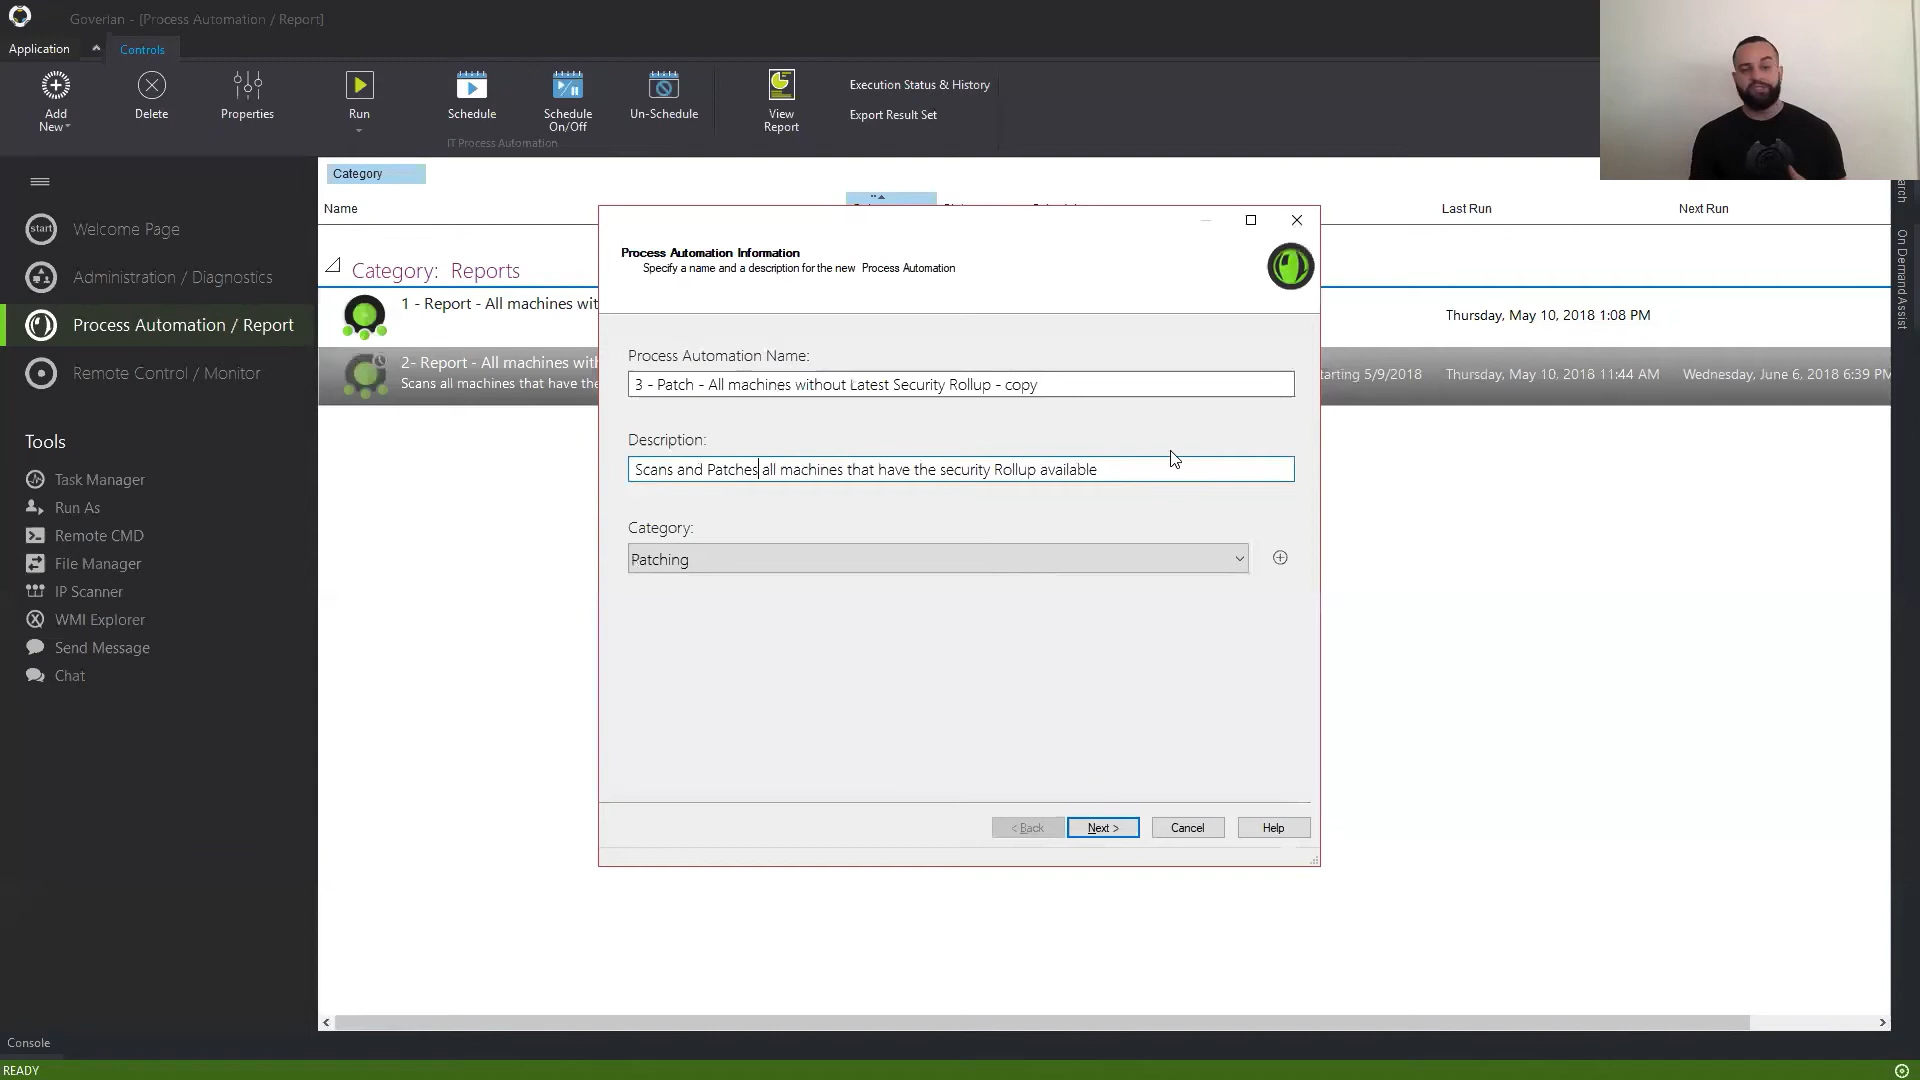 Goverlan - [Process Automation / Report]
Application
Controls
Add New
Delete
Properties
Run
Schedule
Schedule On/Off
Un-Schedule
View Report
Execution Status & History
Export Result Set
IT Process Automation
Category
Name
Last Run
Next Run
start
Welcome Page
Administration / Diagnostics
Process Automation / Report
Remote Control / Monitor
Tools
Task Manager
Run As
Remote CMD
File Manager
IP Scanner
WMI Explorer
Send Message
Chat
Category: Reports
1 - Report - All machines wit
Thursday, May 10, 2018 1:08 PM
2- Report - All machines with
Scans all machines that have the
tarting 5/9/2018
Thursday, May 10, 2018 11:44 AM
Wednesday, June 6, 2018 6:39 PM
Process Automation Information
Specify a name and a description for the new Process Automation
Process Automation Name:
3 - Patch - All machines without Latest Security Rollup - copy
Description:
Scans and Patches all machines that have the security Rollup available
Category:
Patching
< Back
Next >
Cancel
Help
On Demand Assist
Console
READY